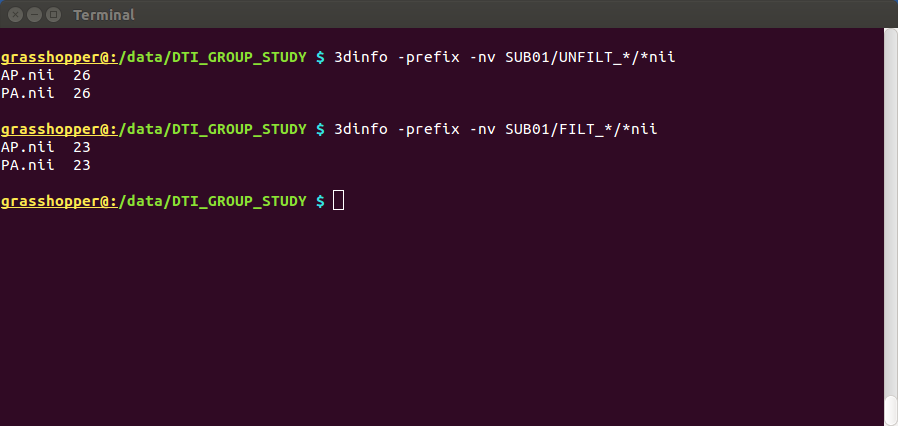 Terminal
grasshopper@:/data/DTI_GROUP_STUDY $ 3dinfo -prefix -nv SUB01/UNFILT_*/*nii
AP.nii  26
PA.nii  26
grasshopper@:/data/DTI_GROUP_STUDY $ 3dinfo -prefix -nv SUB01/FILT_*/*nii
AP.nii  23
PA.nii  23
grasshopper@:/data/DTI_GROUP_STUDY $